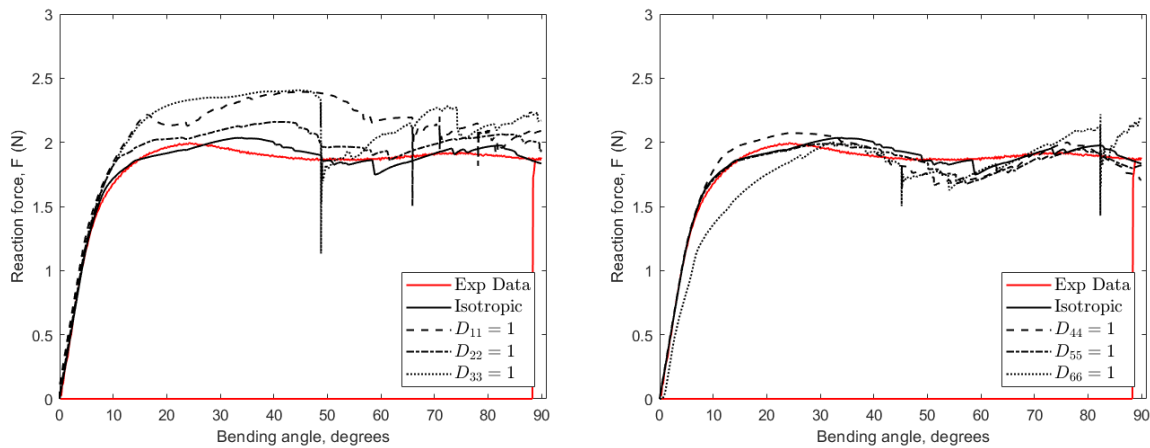 3
2.5
2
1.5
1
0.5
0
Reaction force, F (N)
Exp Data
Isotropic
D₁₁ = 1
D₂₂ = 1
D₃₃ = 1
0 10 20 30 40 50 60 70 80 90
Bending angle, degrees
3
2.5
2
1.5
1
0.5
0
Reaction force, F (N)
Exp Data
Isotropic
D₄₄ = 1
D₅₅ = 1
D₆₆ = 1
0 10 20 30 40 50 60 70 80 90
Bending angle, degrees